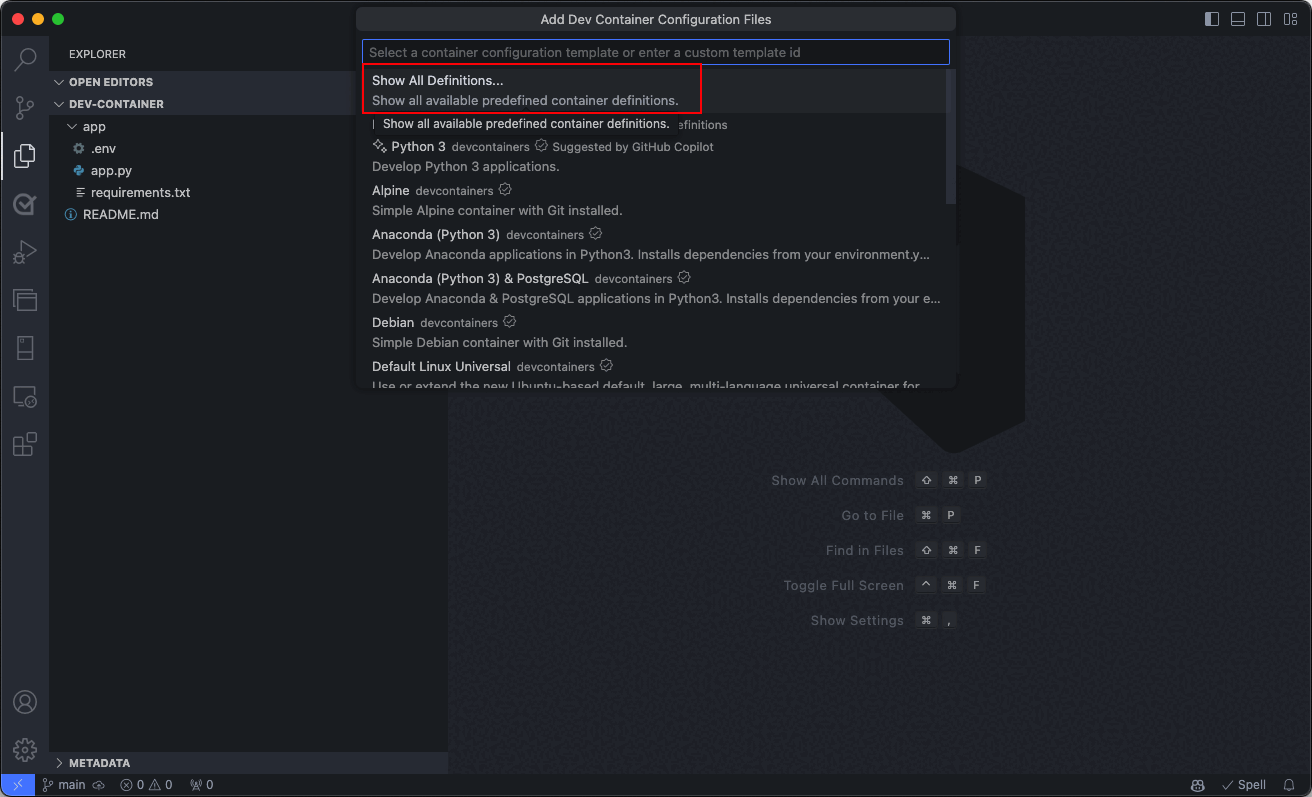 Add Dev Container Configuration Files
Select a container configuration template or enter a custom template id
Show All Definitions...
Show all available predefined container definitions.
Show all available predefined container definitions. efinitions
Python 3 devcontainers Suggested by GitHub Copilot
Develop Python 3 applications.
Alpine devcontainers
Simple Alpine container with Git installed.
Anaconda (Python 3) devcontainers
Develop Anaconda applications in Python3. Installs dependencies from your environment.y...
Anaconda (Python 3) & PostgreSQL devcontainers
Develop Anaconda & PostgreSQL applications in Python3. Installs dependencies from your e...
Debian devcontainers
Simple Debian container with Git installed.
Default Linux Universal devcontainers
Use or extend the new Ubuntu-based default, large, multi-language universal container for
EXPLORER
OPEN EDITORS
DEV-CONTAINER
app
.env
app.py
requirements.txt
README.md
Show All Commands ⇧ ⌘ P
Go to File ⌘ P
Find in Files ⇧ ⌘ F
Toggle Full Screen ^ ⌘ F
Show Settings ⌘ ,
METADATA
main 0 0 0 Spell